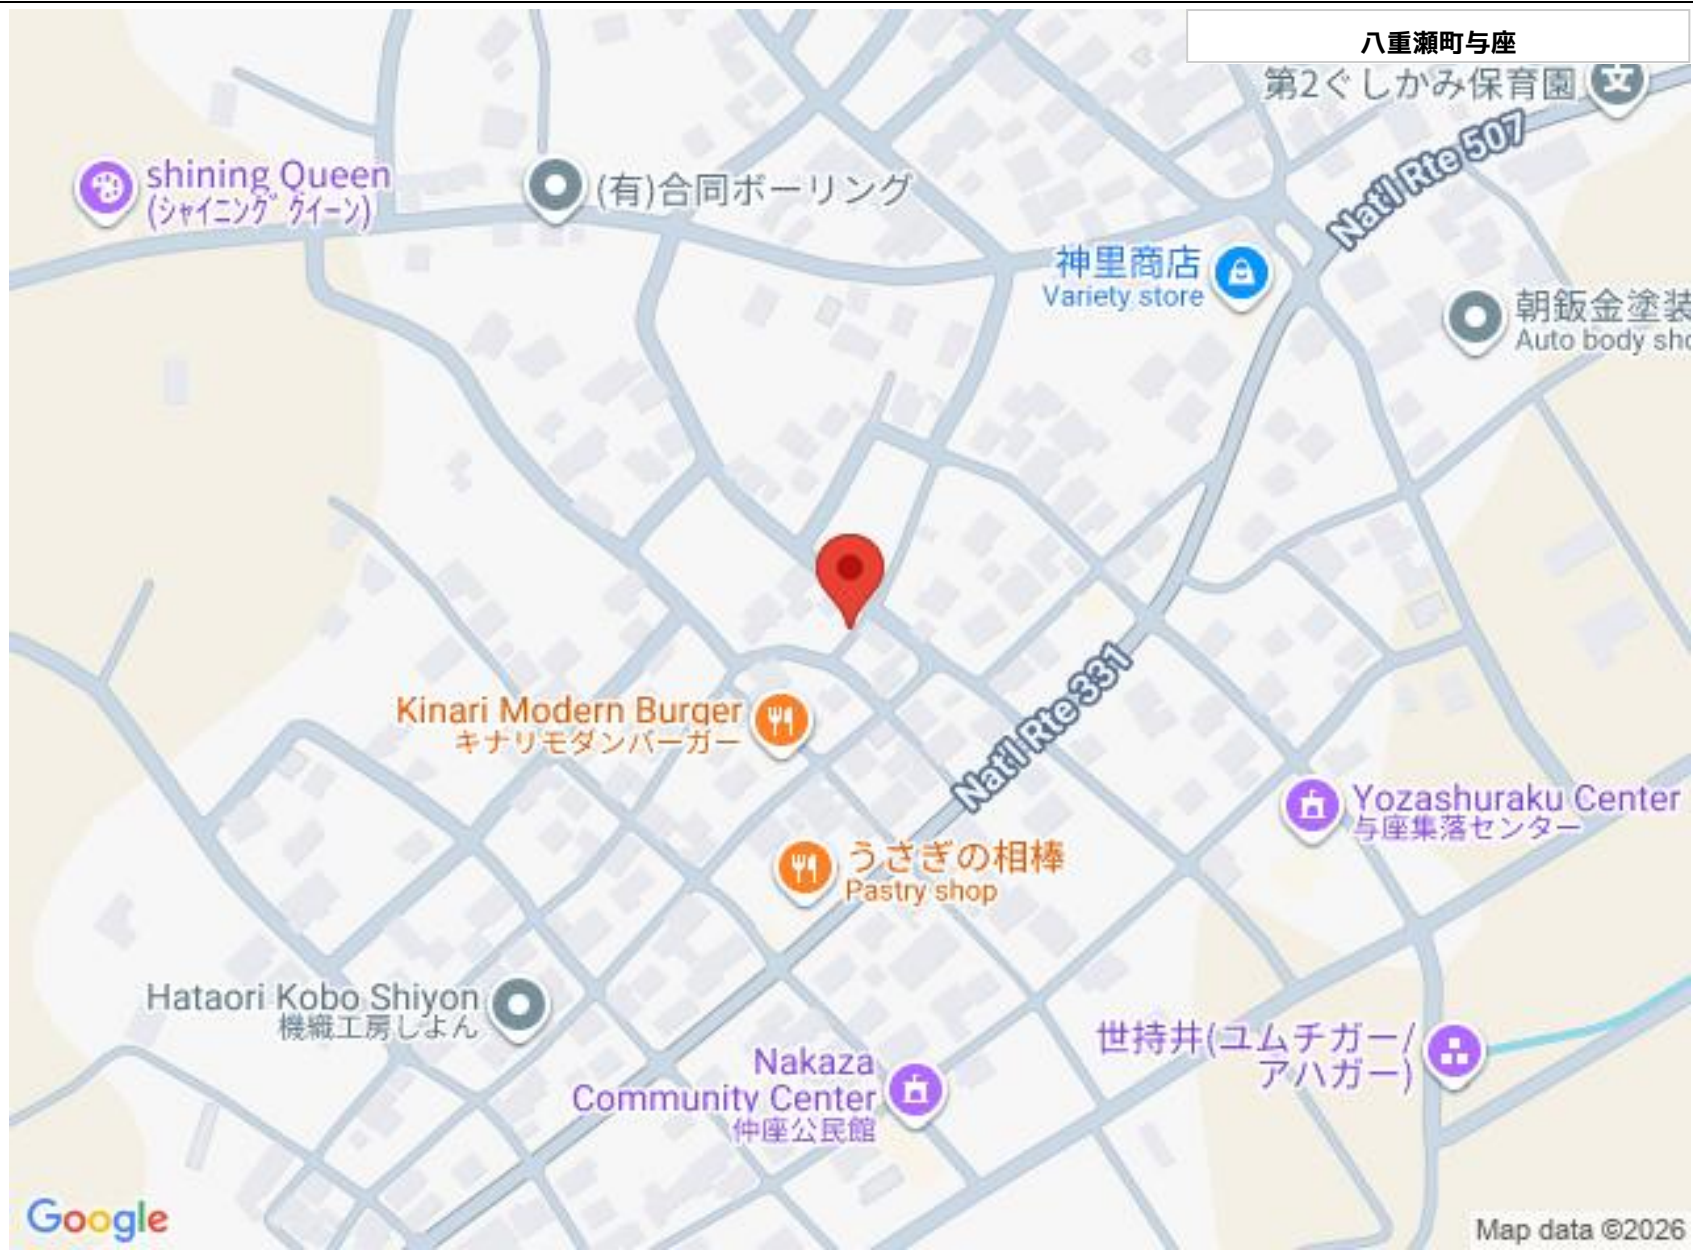 八重瀬町与座
第2ぐしかみ保育園
Nat'l Rte 507
shining Queen
(シャイニング クイーン)
(有)合同ボーリング
神里商店
Variety store
朝鈑金塗装
Auto body sho
Kinari Modern Burger
キナリモダンバーガー
Nat'l Rte 331
Yozashuraku Center
与座集落センター
うさぎの相棒
Pastry shop
Hataori Kobo Shiyon
機織工房しよん
世持井(ユムチガー/
アハガー)
Nakaza
Community Center
仲座公民館
Google
Map data ©2026